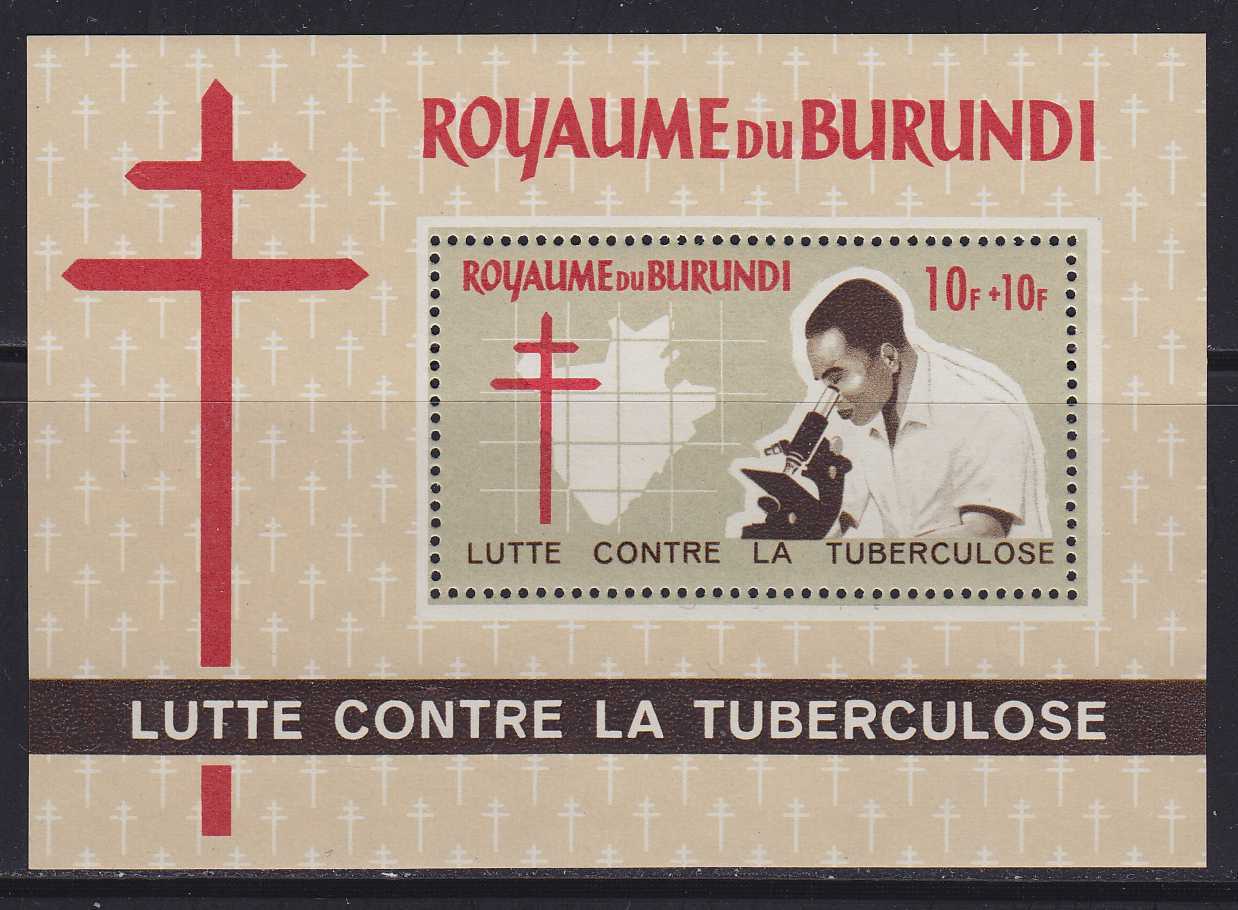 ROYAUME DU BURUNDI
ROYAUME DU BURUNDI
10F +10F
LUTTE CONTRE LA TUBERCULOSE
LUTTE CONTRE LA TUBERCULOSE